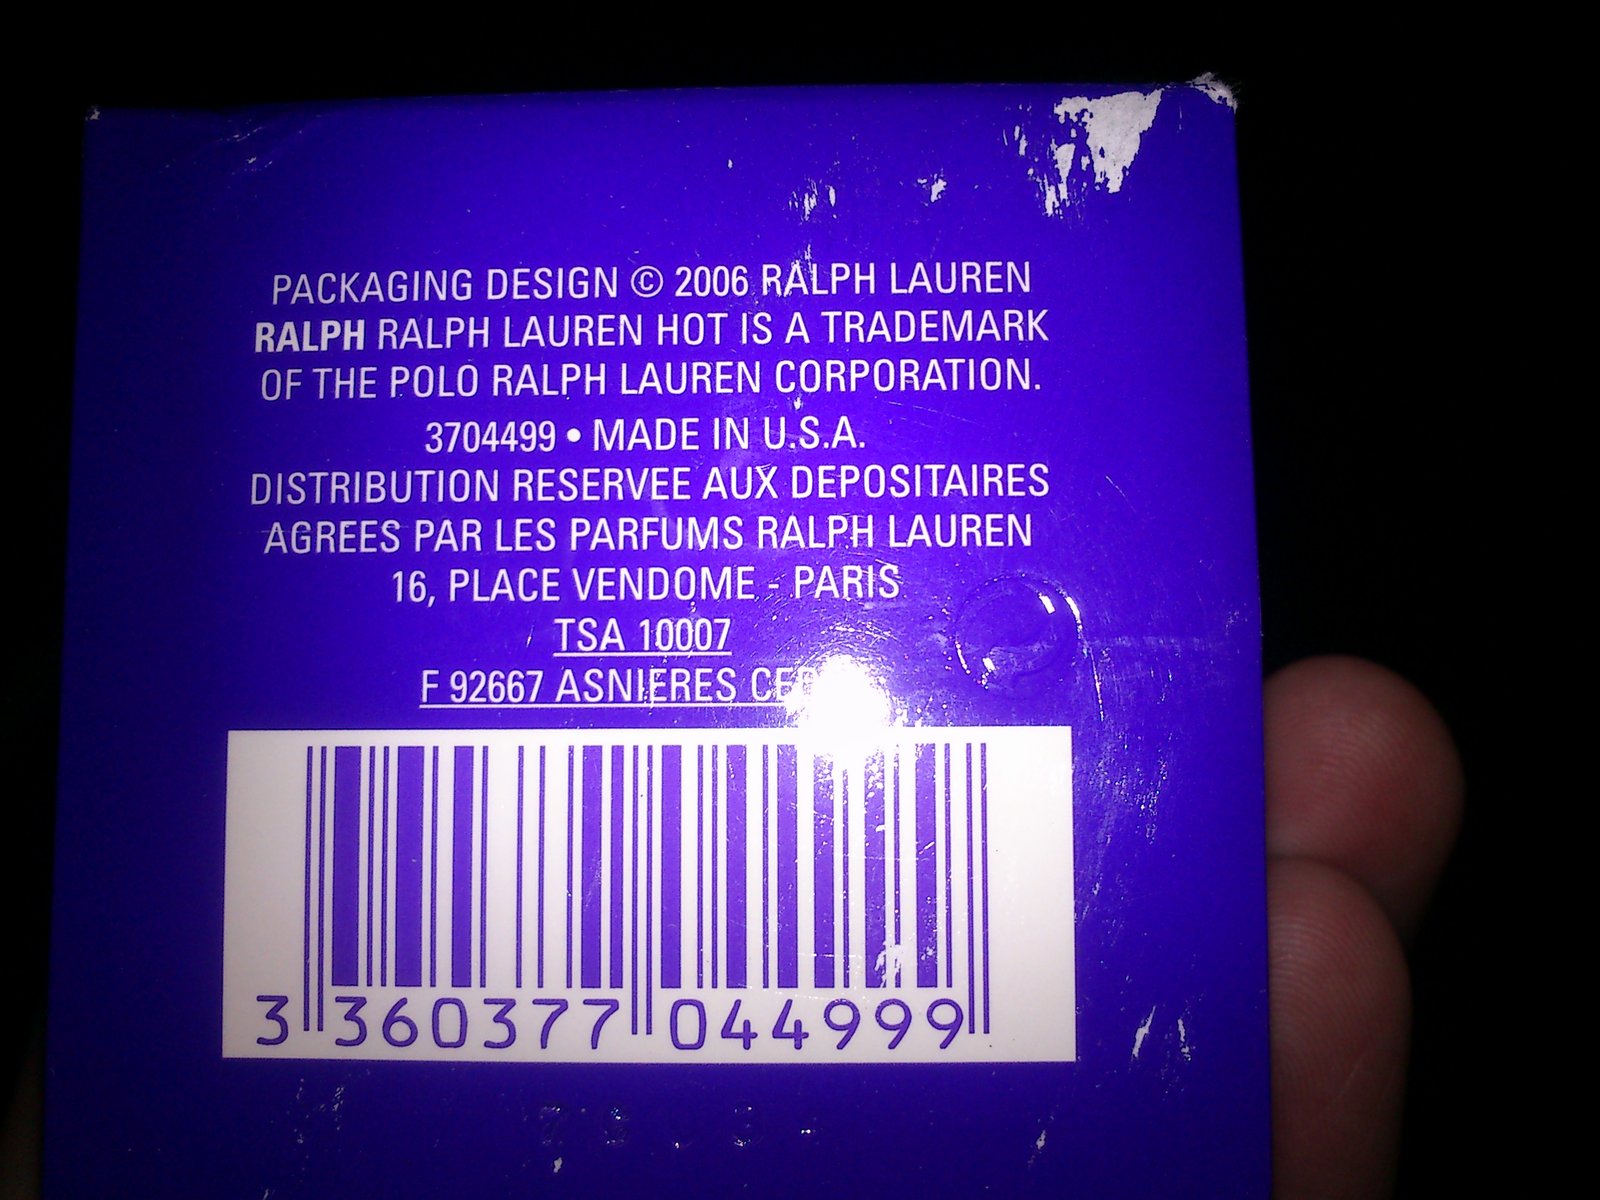 PACKAGING DESIGN © 2006 RALPH LAUREN
RALPH RALPH LAUREN HOT IS A TRADEMARK
OF THE POLO RALPH LAUREN CORPORATION.
3704499 • MADE IN U.S.A.
DISTRIBUTION RESERVEE AUX DEPOSITAIRES
AGREES PAR LES PARFUMS RALPH LAUREN
16, PLACE VENDOME - PARIS
TSA 10007
F 92667 ASNIERES
3 360377 044999